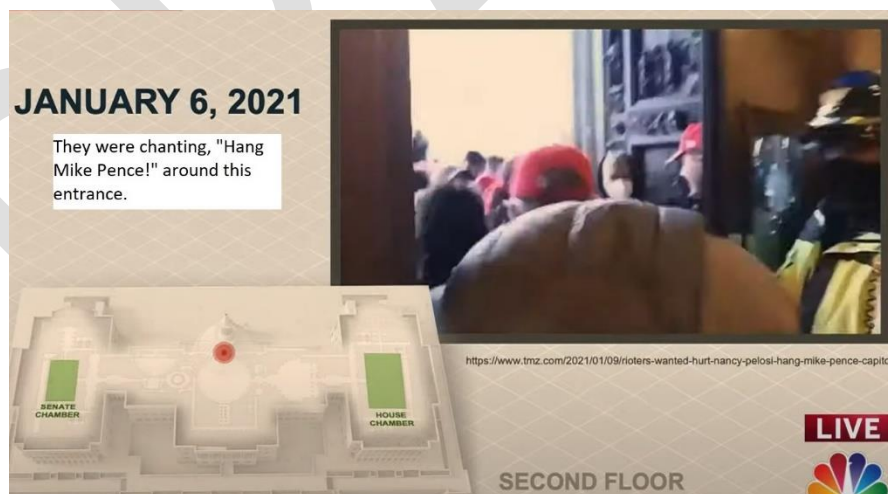 JANUARY 6, 2021
They were chanting, "Hang
Mike Pence!" around this
entrance.
https://www.tmz.com/2021/01/09/rioters-wanted-hurt-nancy-pelosi-hang-mike-pence-capito
SENATE
CHAMBER
HOUSE
CHAMBER
LIVE
SECOND FLOOR